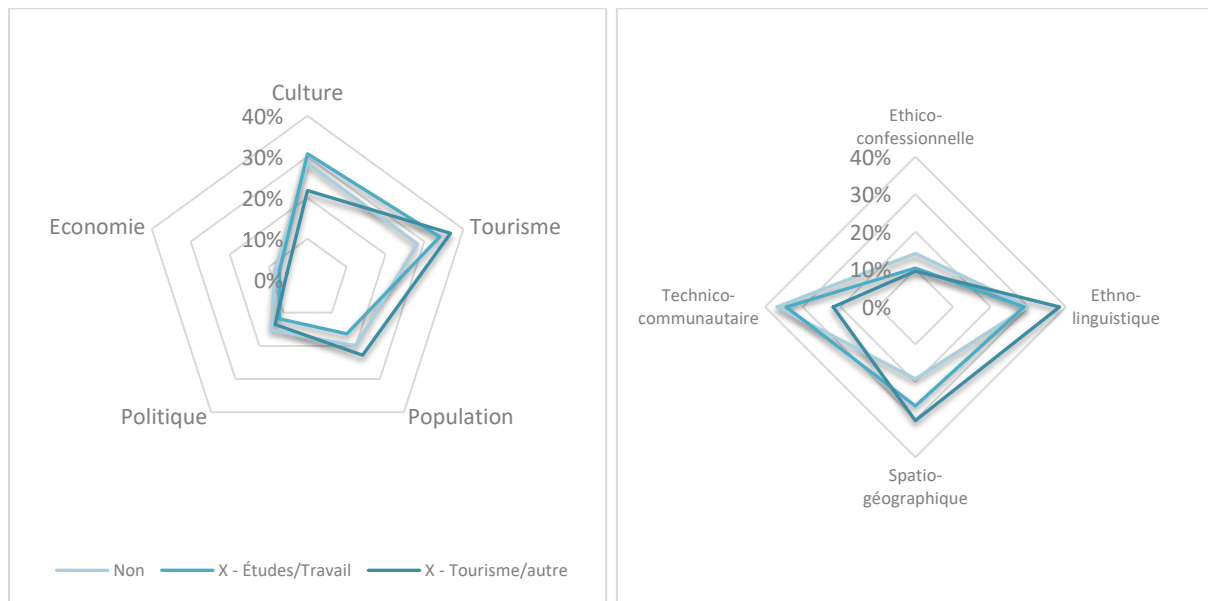 Culture
40%
30%
20%
10%
0%
Economie
Tourisme
Politique
Population
Non
X - Études/Travail
X - Tourisme/autre
Ethico-
confessionnelle
40%
30%
20%
10%
0%
Technico-
communautaire
Ethno-
linguistique
Spatio-
géographique